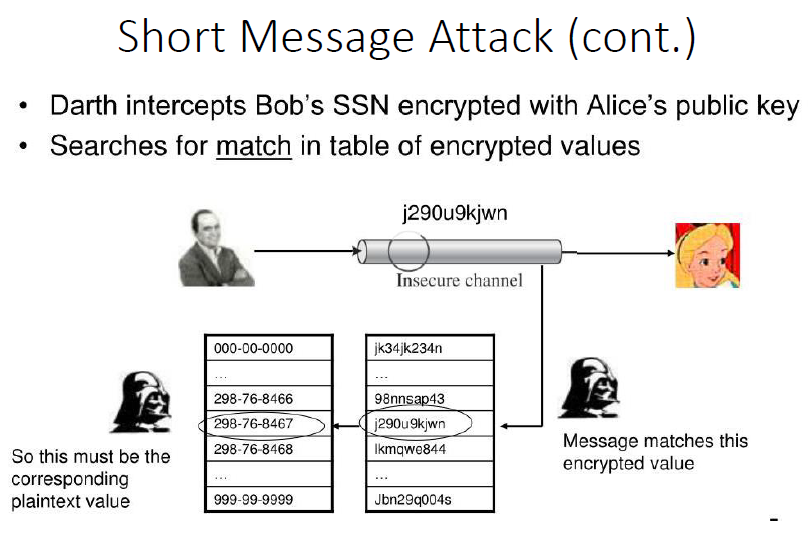 Short Message Attack (cont.)
• Darth intercepts Bob's SSN encrypted with Alice's public key
• Searches for match in table of encrypted values
j290u9kjwn
Insecure channel
000-00-0000
...
298-76-8466
298-76-8467
298-76-8468
...
999-99-9999
jk34jk234n
...
98nnsap43
j290u9kjwn
lkmqwe844
...
Jbn29q004s
So this must be the
corresponding
plaintext value
Message matches this
encrypted value
-